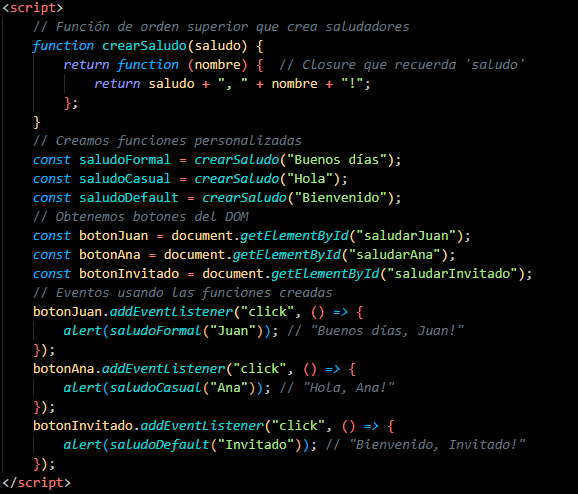 <script>
// Función de orden superior que crea saludadores
function crearSaludo(saludo) {
return function (nombre) {  // Closure que recuerda 'saludo'
return saludo + ", " + nombre + "!";
};
}
// Creamos funciones personalizadas
const saludoFormal = crearSaludo("Buenos días");
const saludoCasual = crearSaludo("Hola");
const saludoDefault = crearSaludo("Bienvenido");
// Obtenemos botones del DOM
const botonJuan = document.getElementById("saludarJuan");
const botonAna = document.getElementById("saludarAna");
const botonInvitado = document.getElementById("saludarInvitado");
// Eventos usando las funciones creadas
botonJuan.addEventListener("click", () => {
alert(saludoFormal("Juan")); // "Buenos días, Juan!"
});
botonAna.addEventListener("click", () => {
alert(saludoCasual("Ana")); // "Hola, Ana!"
});
botonInvitado.addEventListener("click", () => {
alert(saludoDefault("Invitado")); // "Bienvenido, Invitado!"
});
</script>